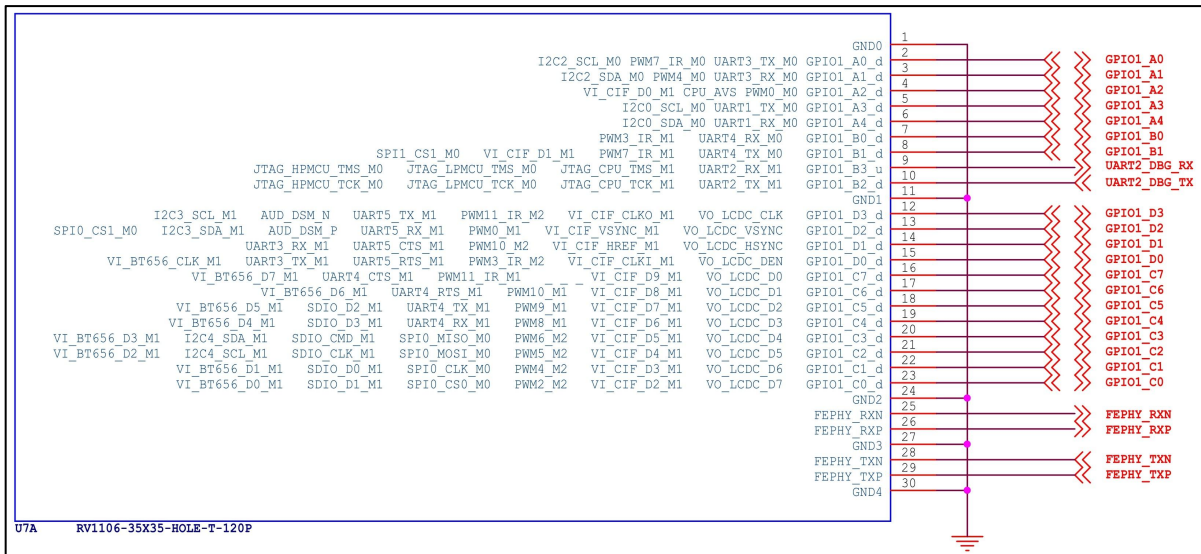 GND0 1
I2C2_SCL_M0 PWM7_IR_M0 UART3_TX_M0 GPIO1_A0_d 2 GPIO1_A0
I2C2_SDA_M0 PWM4_M0 UART3_RX_M0 GPIO1_A1_d 3 GPIO1_A1
VI_CIF_D0_M1 CPU_AVS PWM0_M0 GPIO1_A2_d 4 GPIO1_A2
I2C0_SCL_M0 UART1_TX_M0 GPIO1_A3_d 5 GPIO1_A3
I2C0_SDA_M0 UART1_RX_M0 GPIO1_A4_d 6 GPIO1_A4
PWM3_IR_M1 UART4_RX_M0 GPIO1_B0_d 7 GPIO1_B0
SPI1_CS1_M0 VI_CIF_D1_M1 PWM7_IR_M1 UART4_TX_M0 GPIO1_B1_d 8 GPIO1_B1
JTAG_HPMCU_TMS_M0 JTAG_LPMCU_TMS_M0 JTAG_CPU_TMS_M1 UART2_RX_M1 GPIO1_B3_u 9 UART2_DBG_RX
JTAG_HPMCU_TCK_M0 JTAG_LPMCU_TCK_M0 JTAG_CPU_TCK_M1 UART2_TX_M1 GPIO1_B2_d 10 UART2_DBG_TX
GND1 11
I2C3_SCL_M1 AUD_DSM_N UART5_TX_M1 PWM11_IR_M2 VI_CIF_CLKO_M1 VO_LCDC_CLK GPIO1_D3_d 12 GPIO1_D3
SPI0_CS1_M0 I2C3_SDA_M1 AUD_DSM_P UART5_RX_M1 PWM0_M1 VI_CIF_VSYNC_M1 VO_LCDC_VSYNC GPIO1_D2_d 13 GPIO1_D2
UART3_RX_M1 UART5_CTS_M1 PWM10_M2 VI_CIF_HREF_M1 VO_LCDC_HSYNC GPIO1_D1_d 14 GPIO1_D1
VI_BT656_CLK_M1 UART3_TX_M1 UART5_RTS_M1 PWM3_IR_M2 VI_CIF_CLKI_M1 VO_LCDC_DEN GPIO1_D0_d 15 GPIO1_D0
VI_BT656_D7_M1 UART4_CTS_M1 PWM11_IR_M1 VI_CIF_D9_M1 VO_LCDC_D0 GPIO1_C7_d 16 GPIO1_C7
VI_BT656_D6_M1 UART4_RTS_M1 PWM10_M1 VI_CIF_D8_M1 VO_LCDC_D1 GPIO1_C6_d 17 GPIO1_C6
VI_BT656_D5_M1 SDIO_D2_M1 UART4_TX_M1 PWM9_M1 VI_CIF_D7_M1 VO_LCDC_D2 GPIO1_C5_d 18 GPIO1_C5
VI_BT656_D4_M1 SDIO_D3_M1 UART4_RX_M1 PWM8_M1 VI_CIF_D6_M1 VO_LCDC_D3 GPIO1_C4_d 19 GPIO1_C4
VI_BT656_D3_M1 I2C4_SDA_M1 SDIO_CMD_M1 SPI0_MISO_M0 PWM6_M2 VI_CIF_D5_M1 VO_LCDC_D4 GPIO1_C3_d 20 GPIO1_C3
VI_BT656_D2_M1 I2C4_SCL_M1 SDIO_CLK_M1 SPI0_MOSI_M0 PWM5_M2 VI_CIF_D4_M1 VO_LCDC_D5 GPIO1_C2_d 21 GPIO1_C2
VI_BT656_D1_M1 SDIO_D0_M1 SPI0_CLK_M0 PWM4_M2 VI_CIF_D3_M1 VO_LCDC_D6 GPIO1_C1_d 22 GPIO1_C1
VI_BT656_D0_M1 SDIO_D1_M1 SPI0_CS0_M0 PWM2_M2 VI_CIF_D2_M1 VO_LCDC_D7 GPIO1_C0_d 23 GPIO1_C0
GND2 24
FEPHY_RXN 25 FEPHY_RXN
FEPHY_RXP 26 FEPHY_RXP
GND3 27
FEPHY_TXN 28 FEPHY_TXN
FEPHY_TXP 29 FEPHY_TXP
GND4 30
U7A RV1106-35X35-HOLE-T-120P